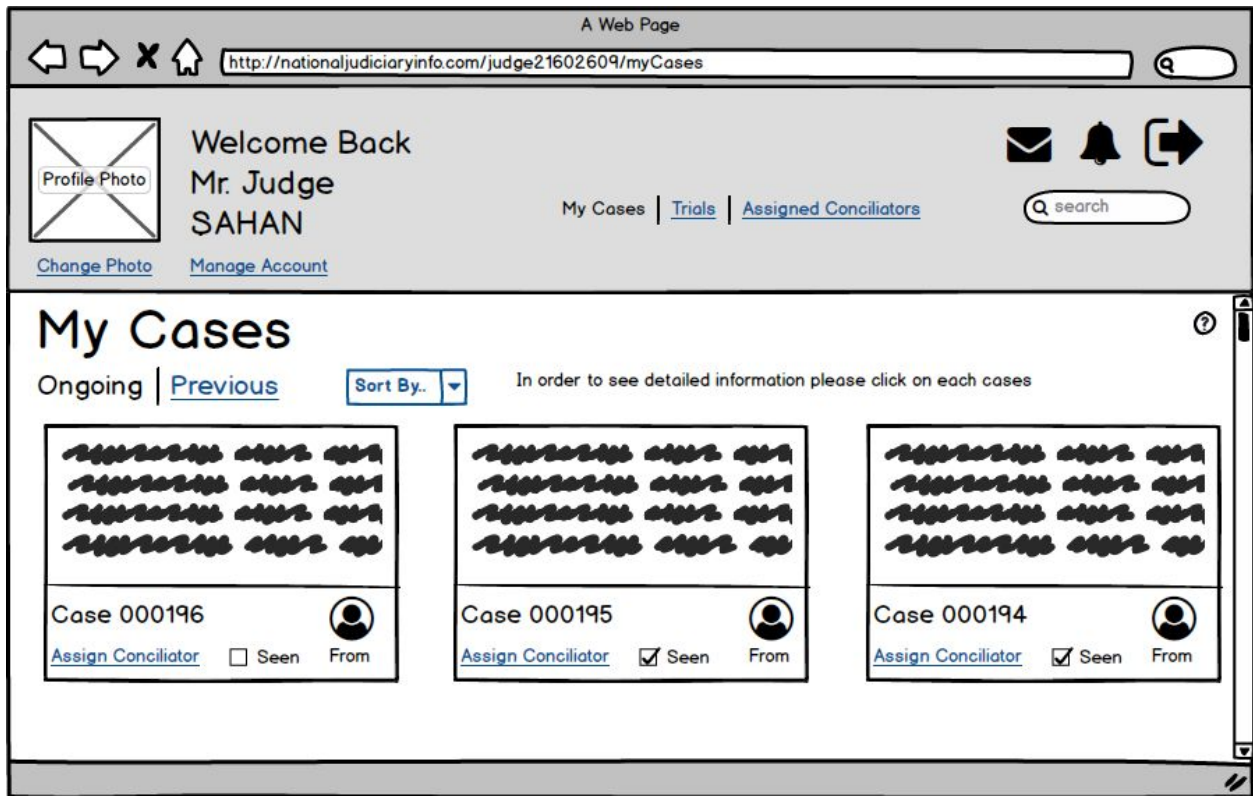 A Web Page
http://nationaljudiciaryinfo.com/judge21602609/myCases
Profile Photo
Welcome Back
Mr. Judge
SAHAN
My Cases | Trials | Assigned Conciliators
search
Change Photo
Manage Account
My Cases
?
Ongoing | Previous
Sort By..
In order to see detailed information please click on each cases
Case 000196
Assign Conciliator
Seen
From
Case 000195
Assign Conciliator
Seen
From
Case 000194
Assign Conciliator
Seen
From